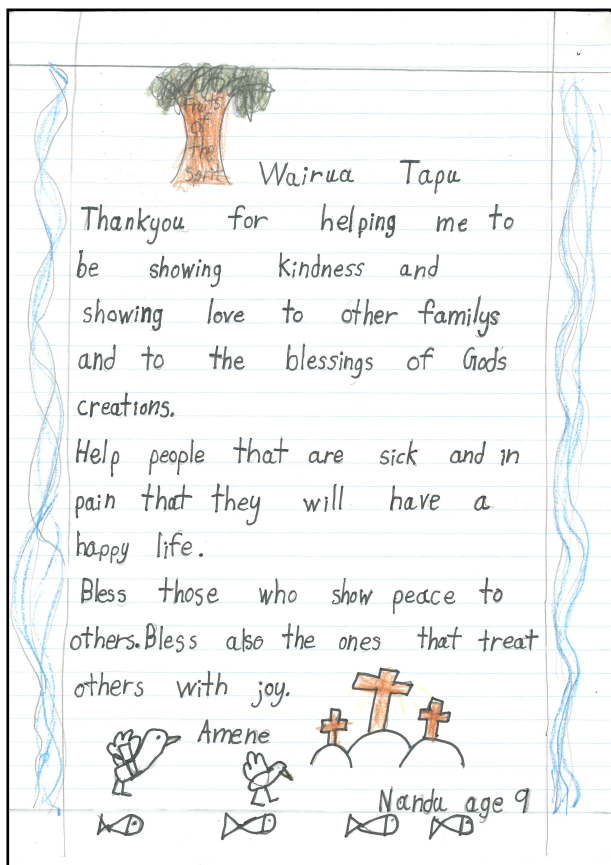 Fruits
of
the
Sprit
Wairua Tapu
Thankyou for helping me to
be showing kindness and
showing love to other familys
and to the blessings of God's
creations.
Help people that are sick and in
pain that they will have a
happy life.
Bless those who show peace to
others.Bless also the ones that treat
others with joy.
Amene
Nandu age 9